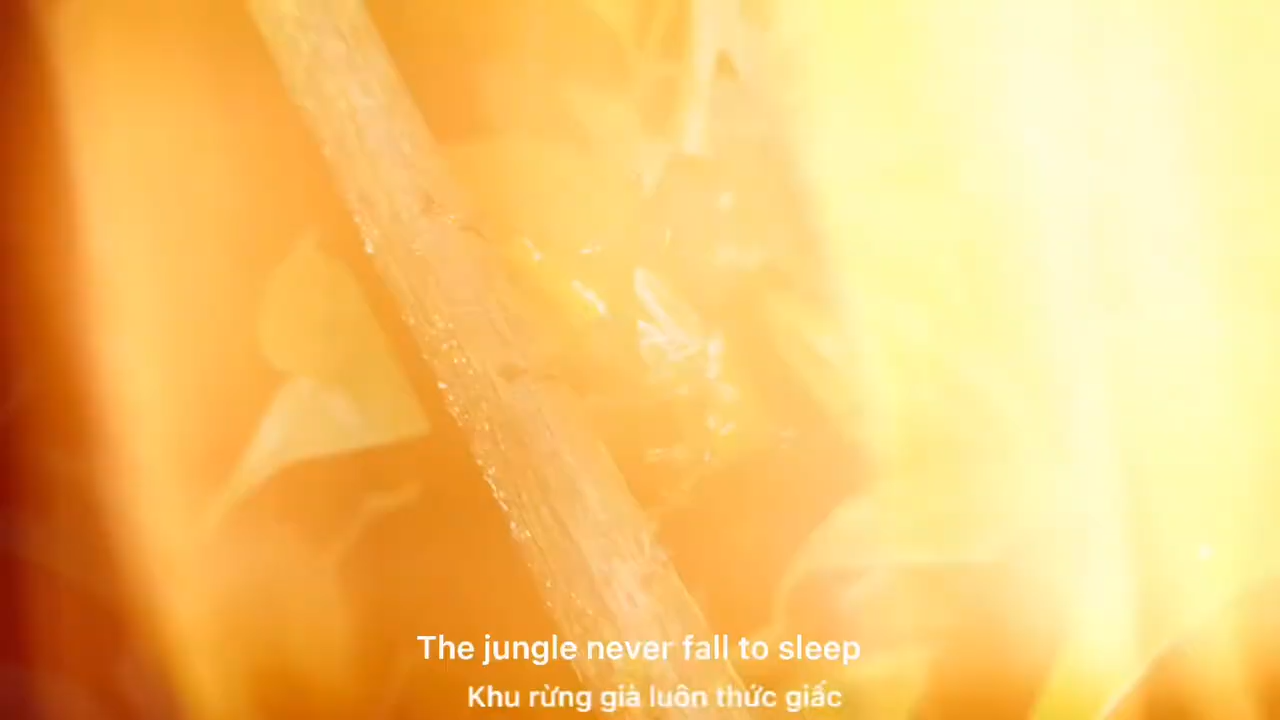 The jungle never fall to sleep
Khu rừng già luôn thức giấc